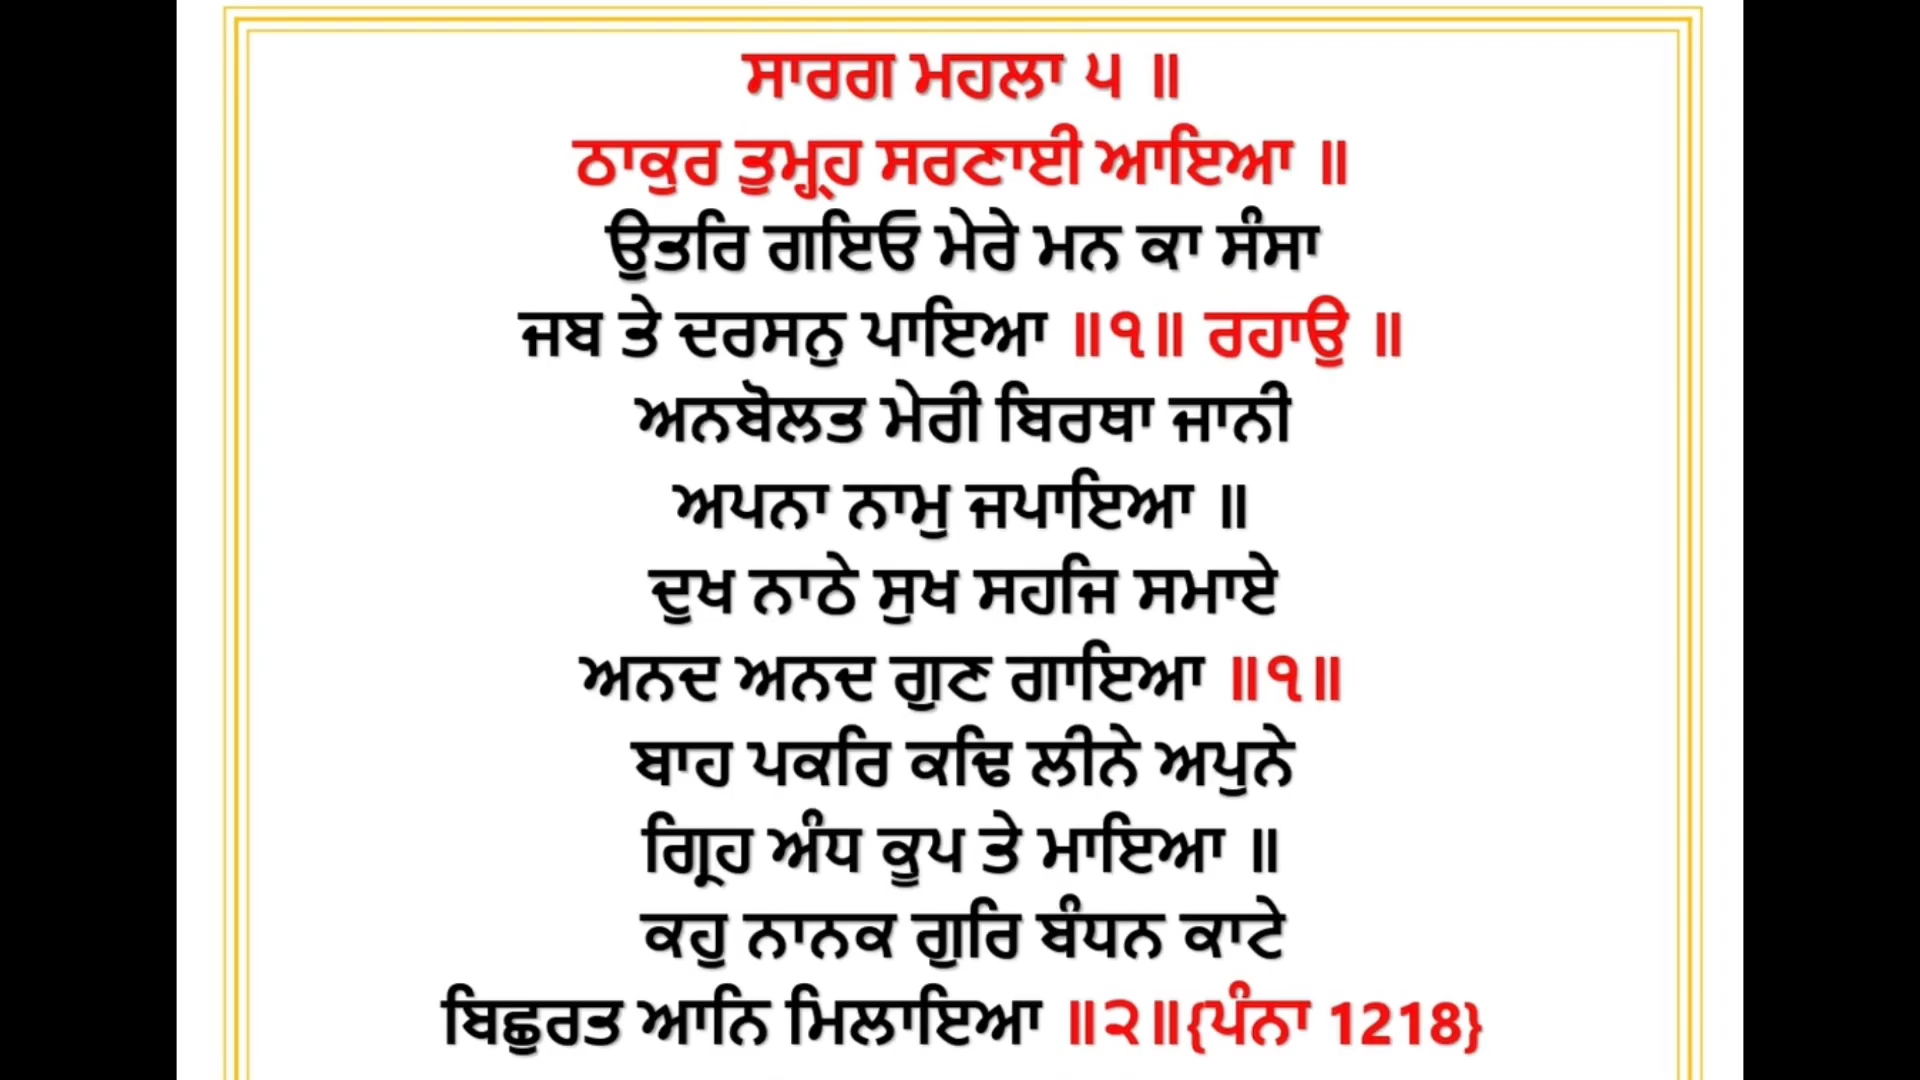 ਸਾਰਗ ਮਹਲਾ ੫ ॥
ਠਾਕੁਰ ਤੁਮ੍ਹ੍ਹ ਸਰਣਾਈ ਆਇਆ ॥
ਉਤਰਿ ਗਇਓ ਮੇਰੇ ਮਨ ਕਾ ਸੰਸਾ
ਜਬ ਤੇ ਦਰਸਨੁ ਪਾਇਆ ॥੧॥ ਰਹਾਉ ॥
ਅਨਬੋਲਤ ਮੇਰੀ ਬਿਰਥਾ ਜਾਨੀ
ਅਪਨਾ ਨਾਮੁ ਜਪਾਇਆ ॥
ਦੁਖ ਨਾਠੇ ਸੁਖ ਸਹਜਿ ਸਮਾਏ
ਅਨਦ ਅਨਦ ਗੁਣ ਗਾਇਆ ॥੧॥
ਬਾਹ ਪਕਰਿ ਕਢਿ ਲੀਨੇ ਅਪੁਨੇ
ਗ੍ਰਿਹ ਅੰਧ ਕੂਪ ਤੇ ਮਾਇਆ ॥
ਕਹੁ ਨਾਨਕ ਗੁਰਿ ਬੰਧਨ ਕਾਟੇ
ਬਿਛੁਰਤ ਆਨਿ ਮਿਲਾਇਆ ॥੨॥{ਪੰਨਾ 1218}